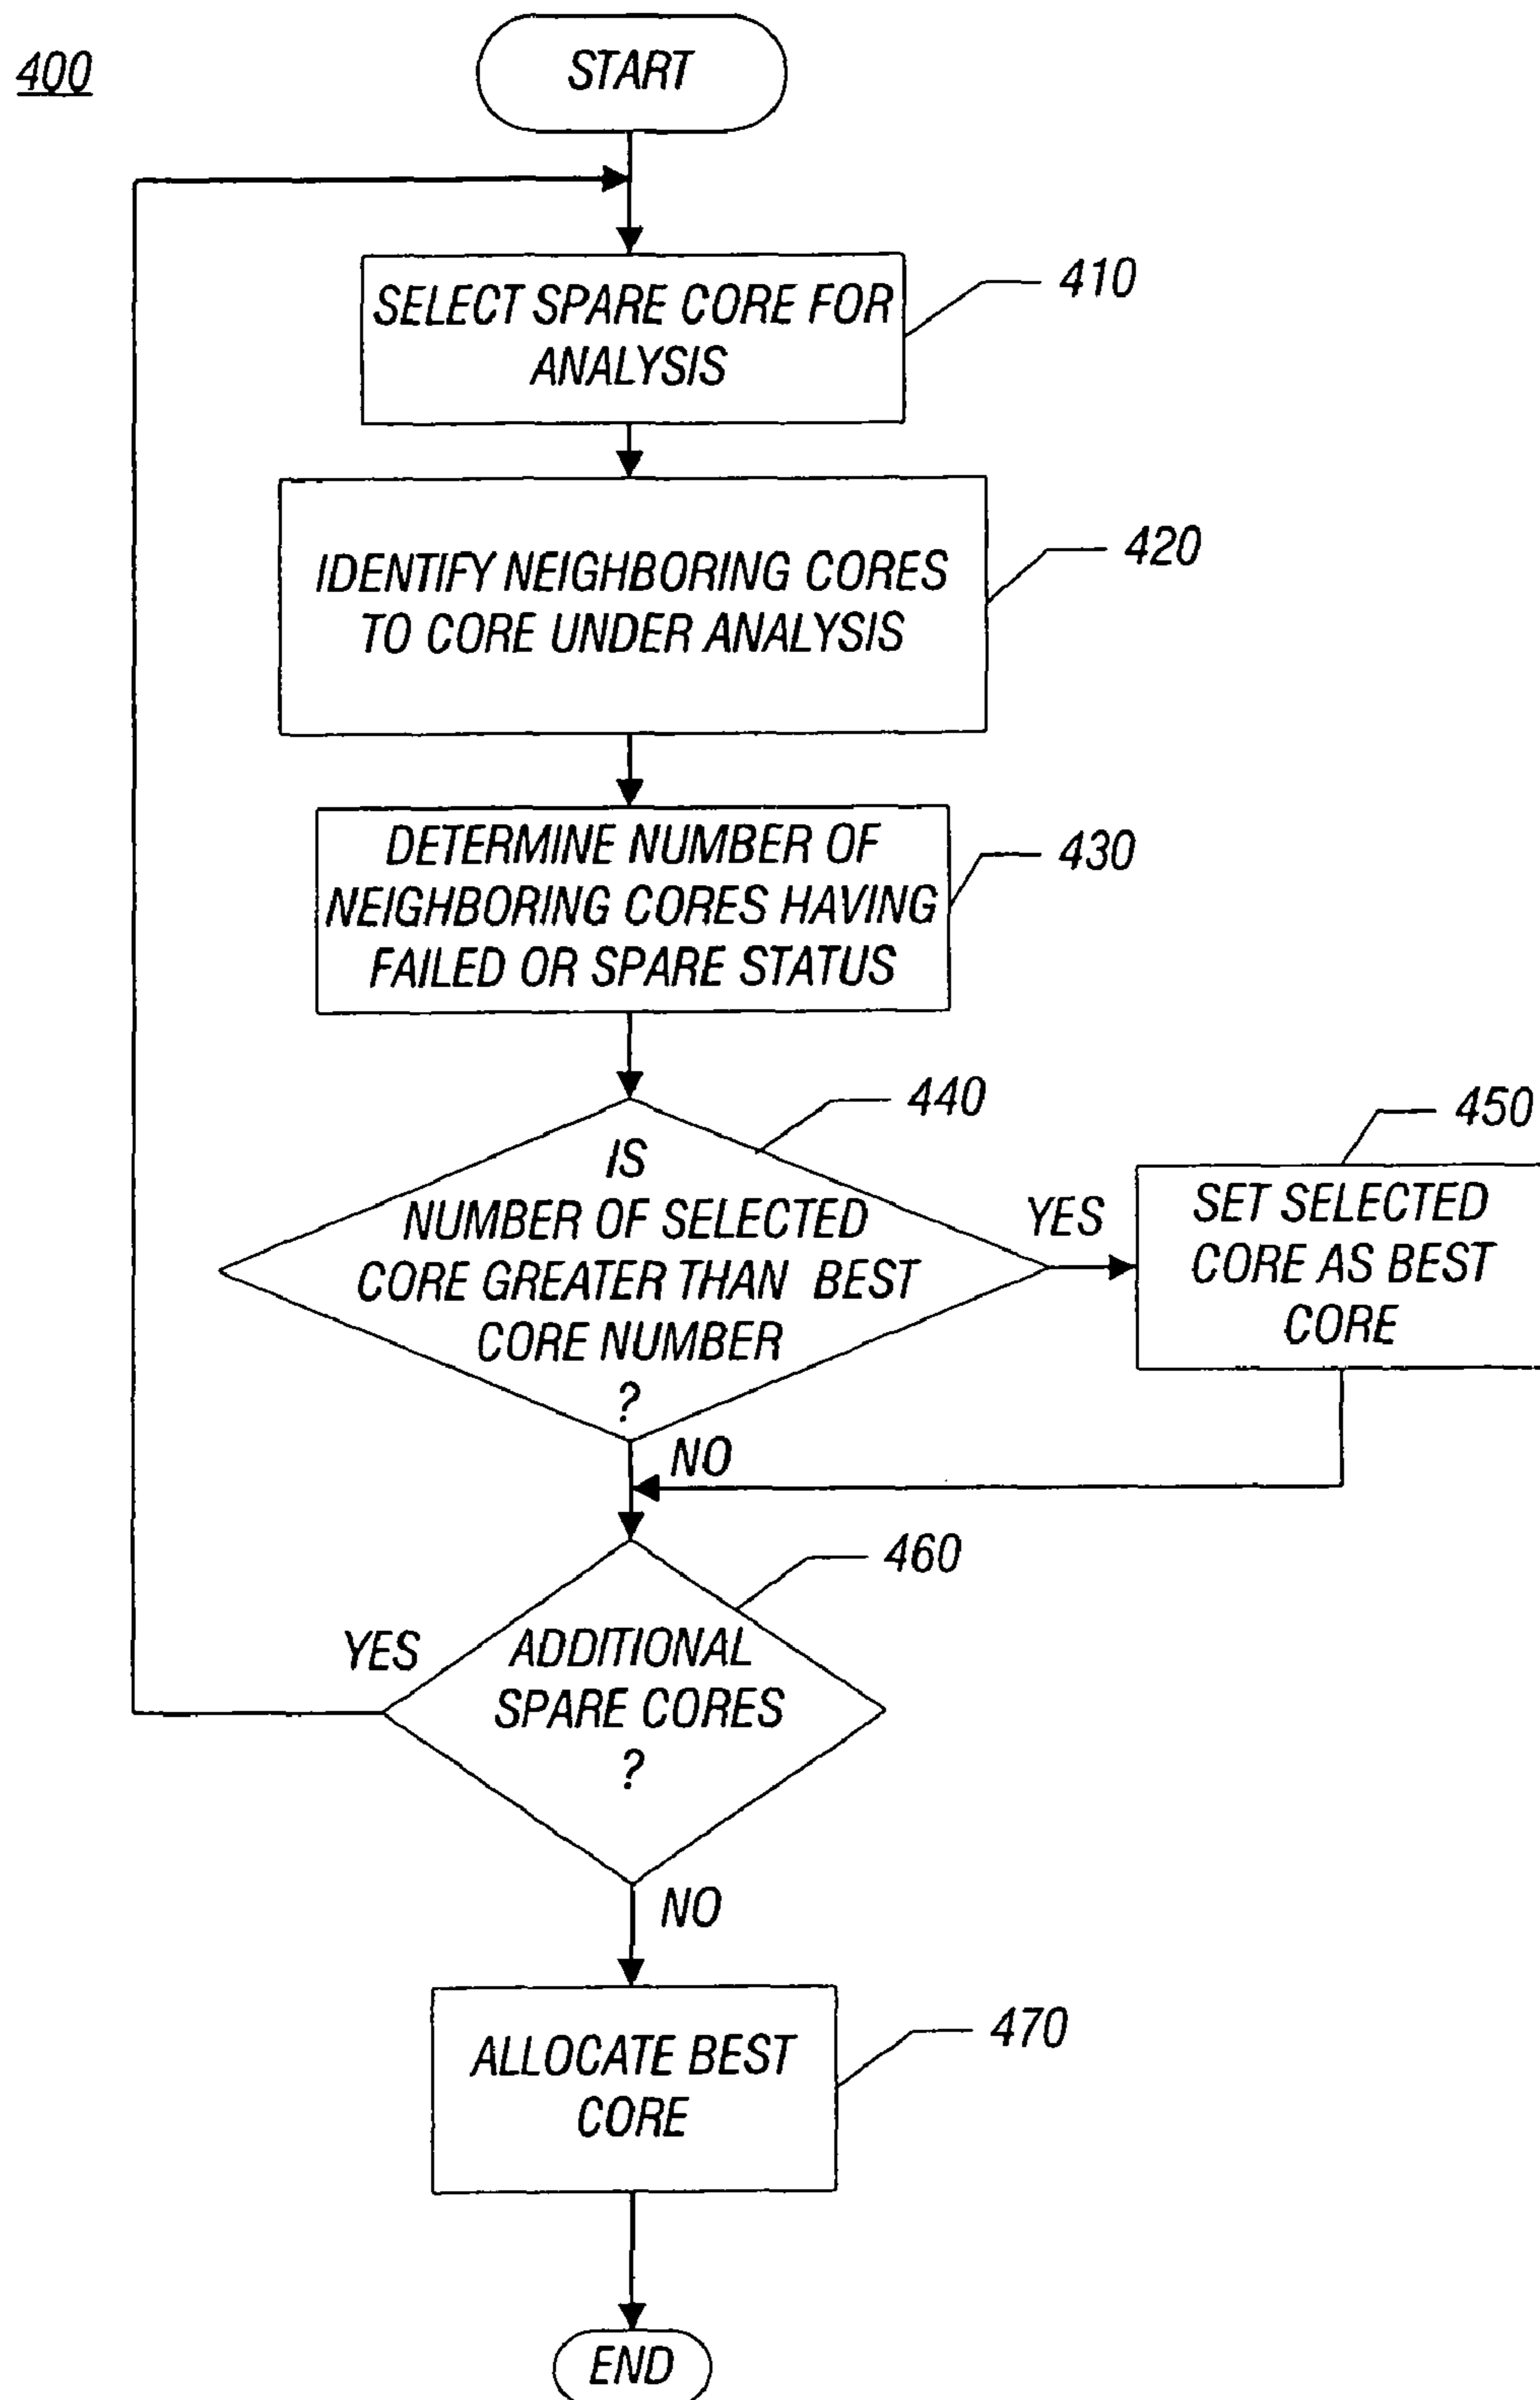 400
START
SELECT SPARE CORE FOR
ANALYSIS
410
IDENTIFY NEIGHBORING CORES
TO CORE UNDER ANALYSIS
420
DETERMINE NUMBER OF
NEIGHBORING CORES HAVING
FAILED OR SPARE STATUS
430
IS
NUMBER OF SELECTED
CORE GREATER THAN BEST
CORE NUMBER
?
440
YES
SET SELECTED
CORE AS BEST
CORE
450
NO
ADDITIONAL
SPARE CORES
?
460
YES
NO
ALLOCATE BEST
CORE
470
END